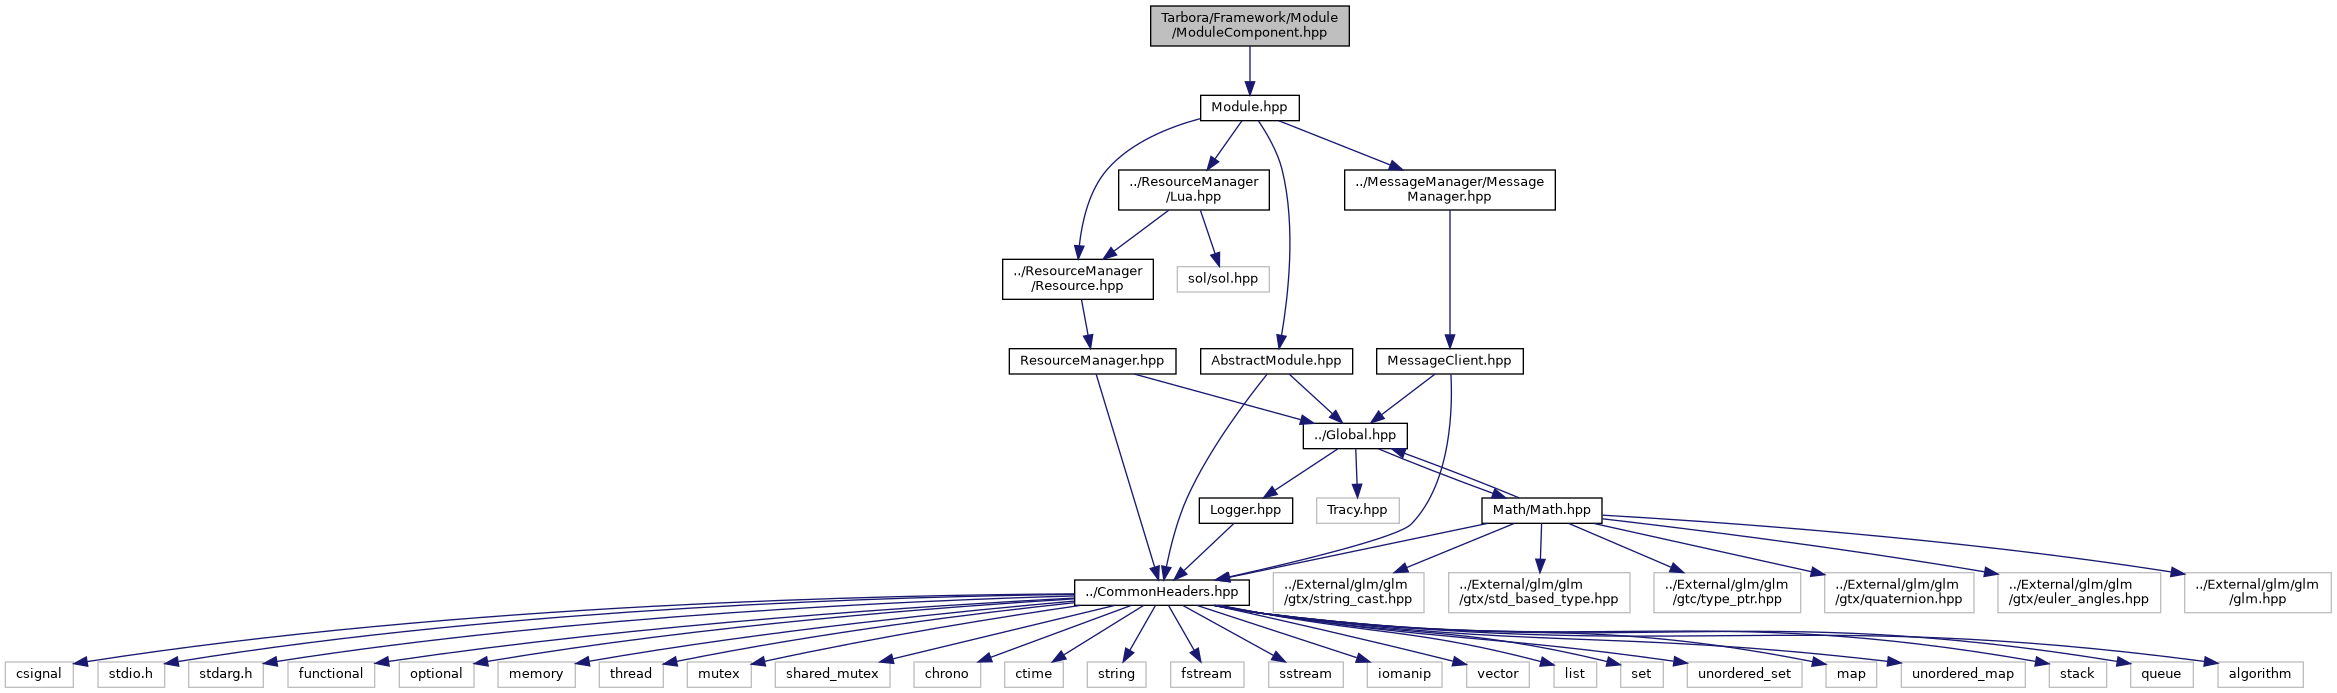 Tarbora/Framework/Module
/ModuleComponent.hpp
Module.hpp
../ResourceManager
/Lua.hpp
../MessageManager/Message
Manager.hpp
../ResourceManager
/Resource.hpp
sol/sol.hpp
ResourceManager.hpp
AbstractModule.hpp
MessageClient.hpp
../Global.hpp
Logger.hpp
Tracy.hpp
Math/Math.hpp
../CommonHeaders.hpp
../External/glm/glm
/gtx/string_cast.hpp
../External/glm/glm
/gtx/std_based_type.hpp
../External/glm/glm
/gtc/type_ptr.hpp
../External/glm/glm
/gtx/quaternion.hpp
../External/glm/glm
/gtx/euler_angles.hpp
../External/glm/glm
/glm.hpp
csignal
stdio.h
stdarg.h
functional
optional
memory
thread
mutex
shared_mutex
chrono
ctime
string
fstream
sstream
iomanip
vector
list
set
unordered_set
map
unordered_map
stack
queue
algorithm